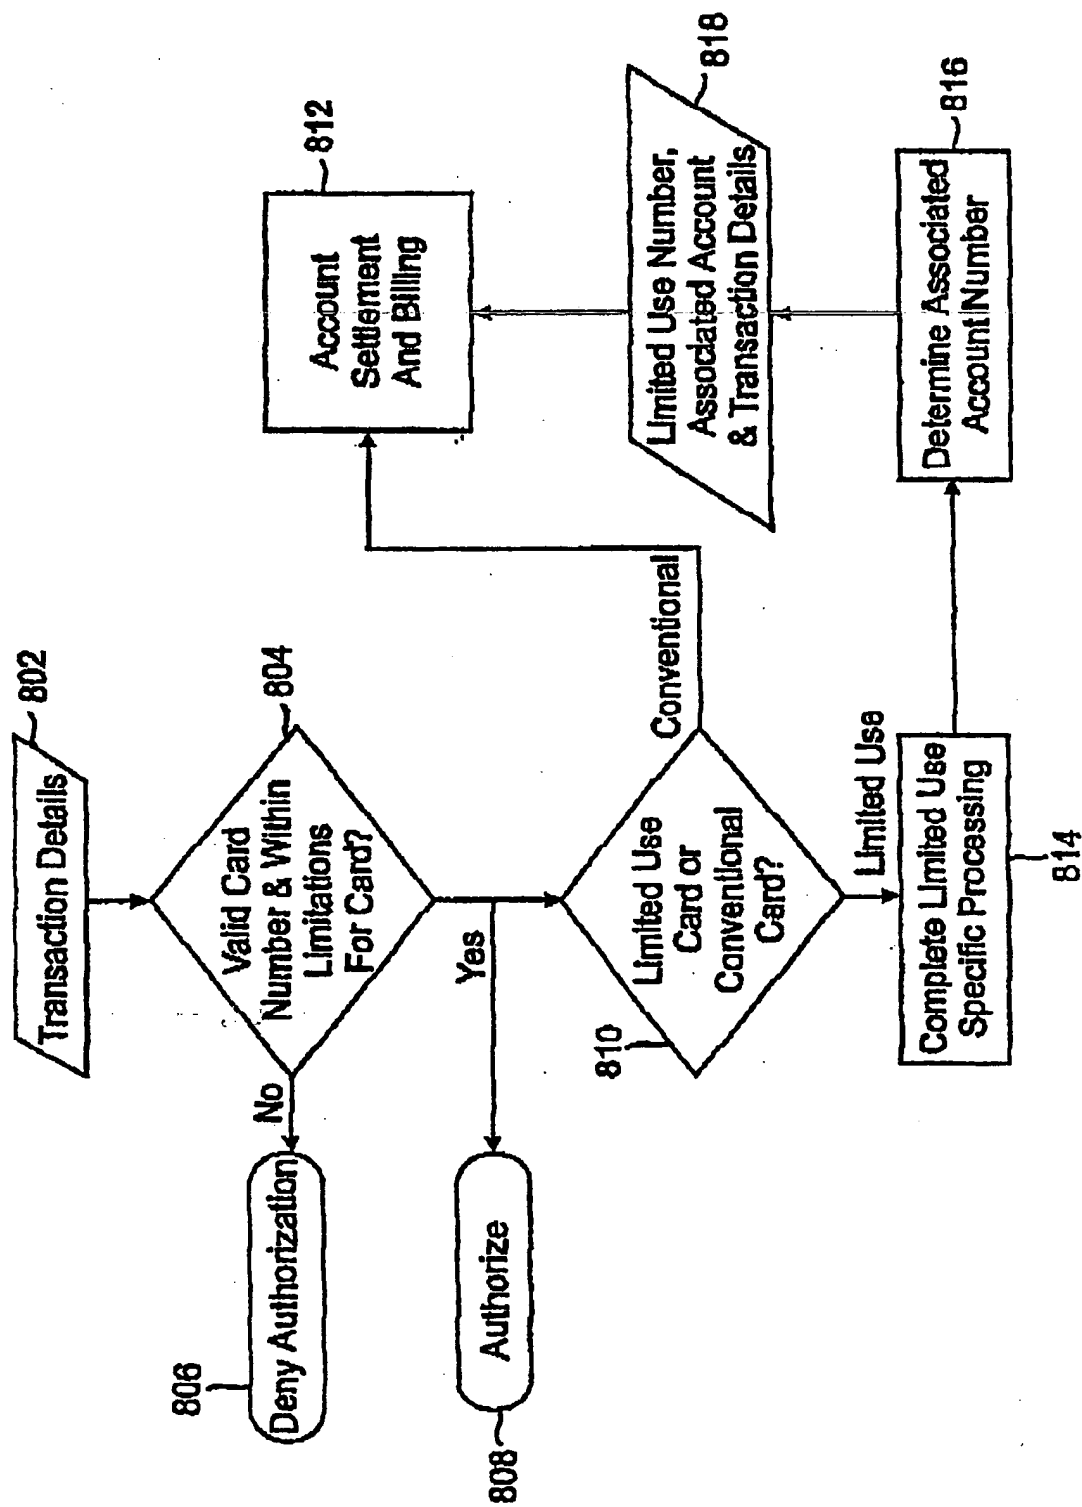 802
Transaction Details
804
Valid Card
Number & Within
Limitations
For Card?
No
806
Deny Authorization
Yes
808
Authorize
810
Limited Use
Card or
Conventional
Card?
Conventional
812
Account
Settlement
And Billing
Limited Use
Complete Limited Use
Specific Processing
814
Determine Associated
Account Number
816
Limited Use Number,
Associated Account
& Transaction Details
818